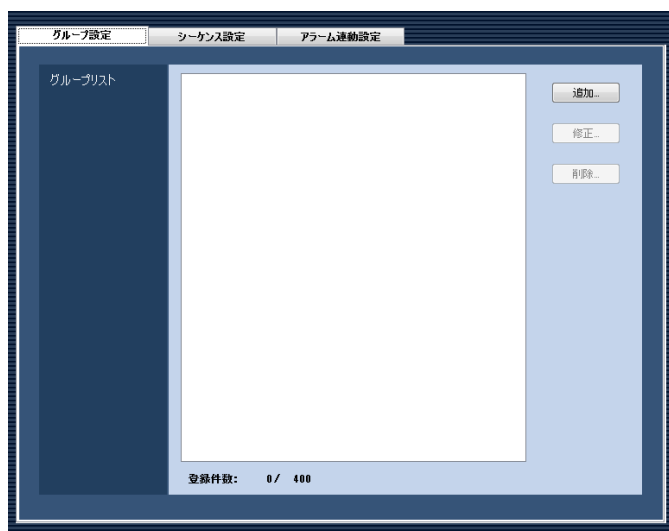 グループ設定
シーケンス設定
アラーム連動設定
グループリスト
追加...
修正...
削除...
登録件数: 0/ 400